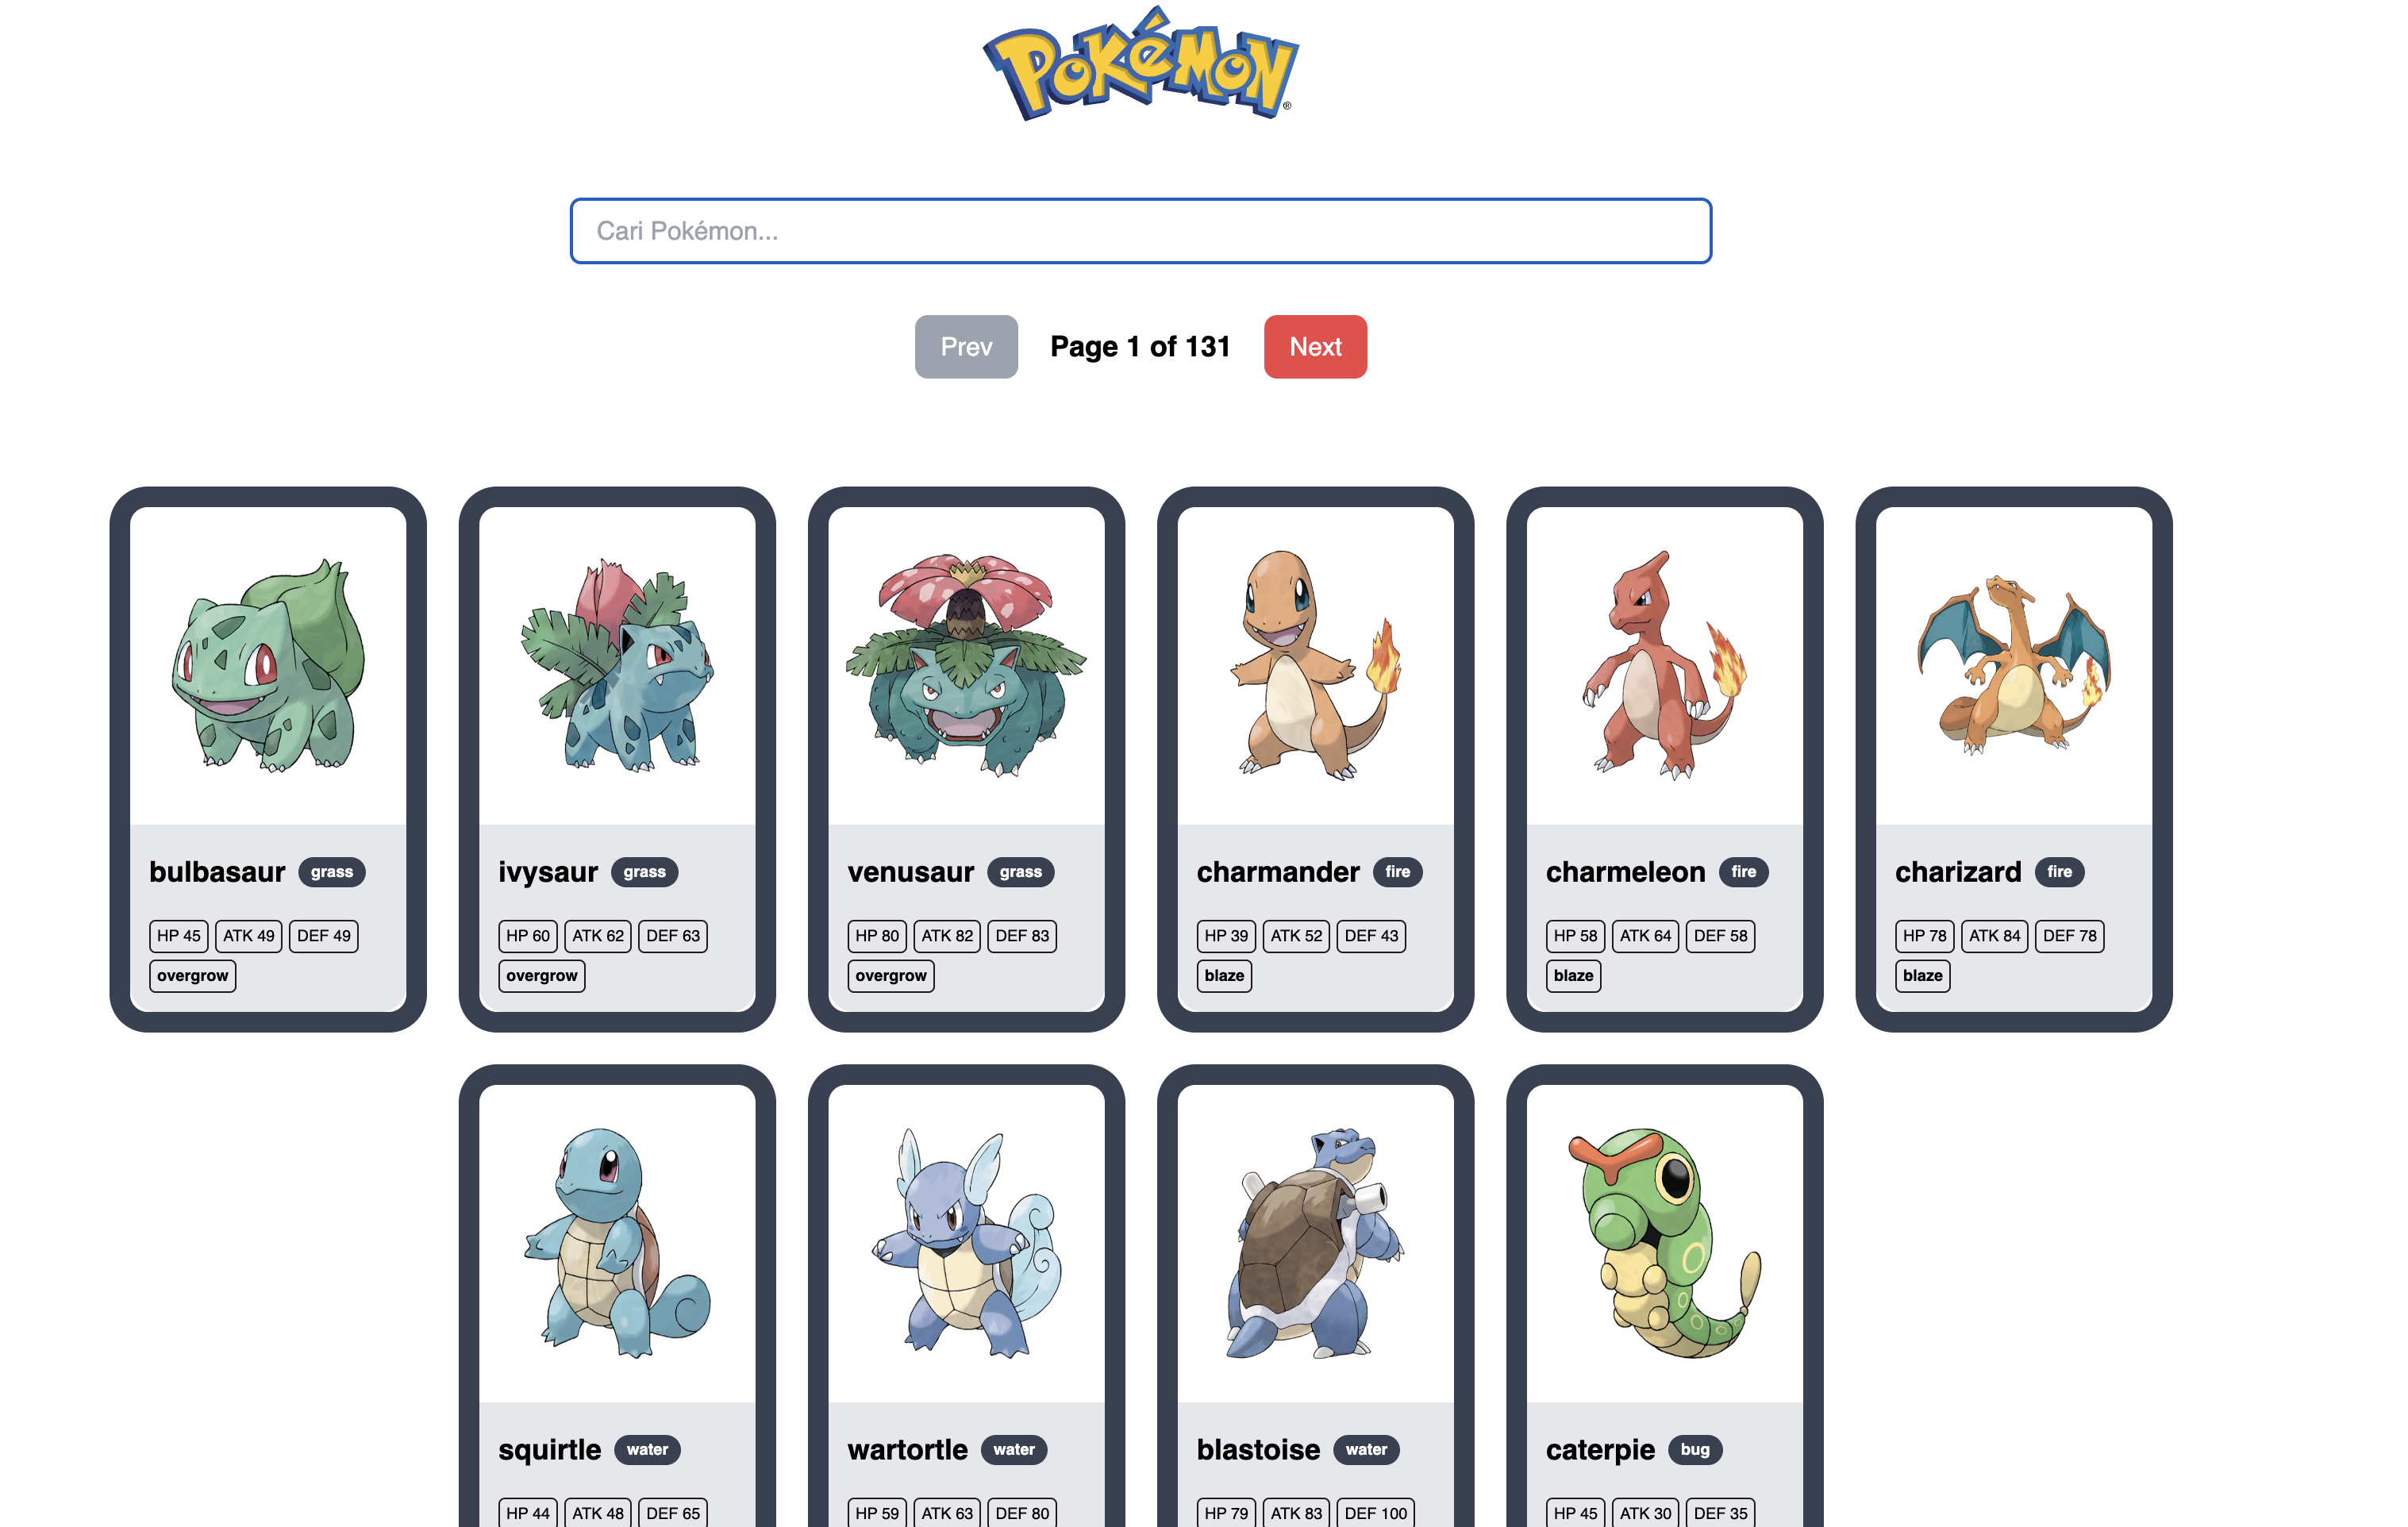 POKéMON®
Cari Pokémon...
Prev Page 1 of 131 Next
bulbasaur grass
HP 45 ATK 49 DEF 49
overgrow
ivysaur grass
HP 60 ATK 62 DEF 63
overgrow
venusaur grass
HP 80 ATK 82 DEF 83
overgrow
charmander fire
HP 39 ATK 52 DEF 43
blaze
charmeleon fire
HP 58 ATK 64 DEF 58
blaze
charizard fire
HP 78 ATK 84 DEF 78
blaze
squirtle water
HP 44 ATK 48 DEF 65
wartortle water
HP 59 ATK 63 DEF 80
blastoise water
HP 79 ATK 83 DEF 100
caterpie bug
HP 45 ATK 30 DEF 35